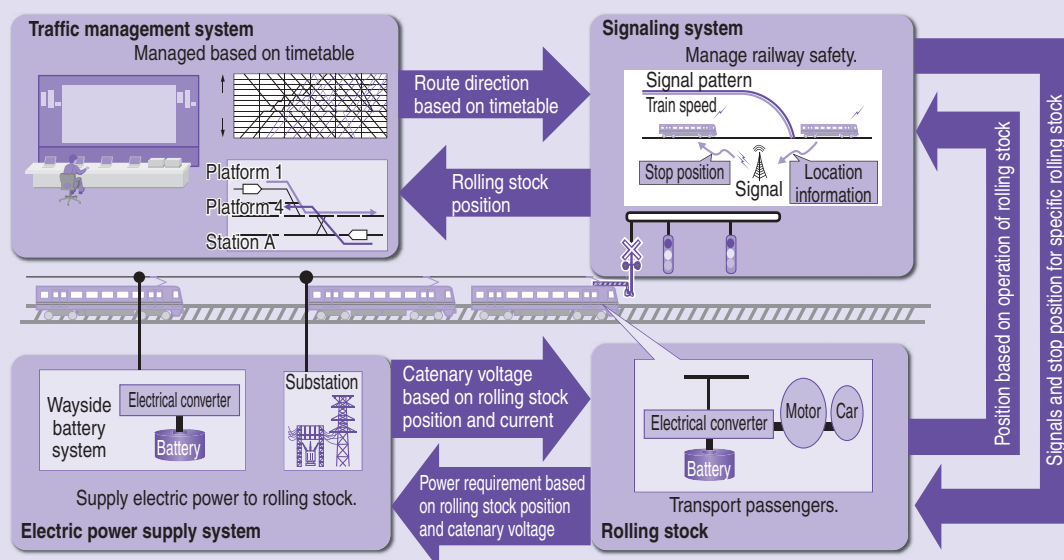 Traffic management system
Managed based on timetable
Platform 1
Platform 4
Station A
Route direction
based on timetable
Rolling stock
position
Signaling system
Manage railway safety.
Signal pattern
Train speed
Stop position
Signal
Location
information
Position based on operation of rolling stock
Signals and stop position for specific rolling stock
Wayside
battery
system
Electrical converter
Battery
Substation
Supply electric power to rolling stock.
Electric power supply system
Catenary voltage
based on rolling stock
position and current
Power requirement based
on rolling stock position
and catenary voltage
Electrical converter
Motor
Car
Battery
Transport passengers.
Rolling stock